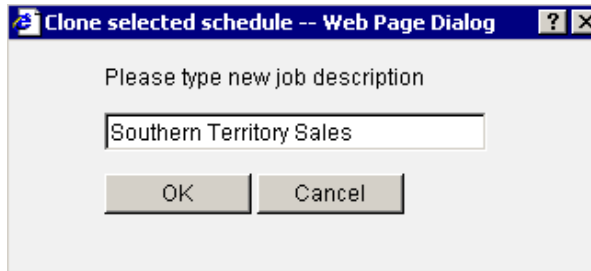 Clone selected schedule -- Web Page Dialog
Please type new job description
Southern Territory Sales
OK Cancel